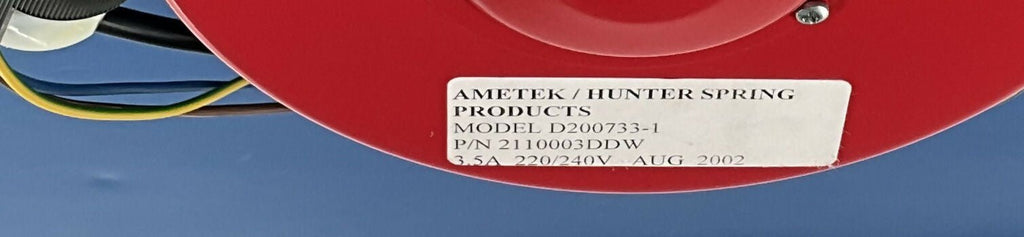 AMETEK / HUNTER SPRING
PRODUCTS
MODEL D200733-1
P/N 2110003DDW
3.5A 220/240V AUG 2002